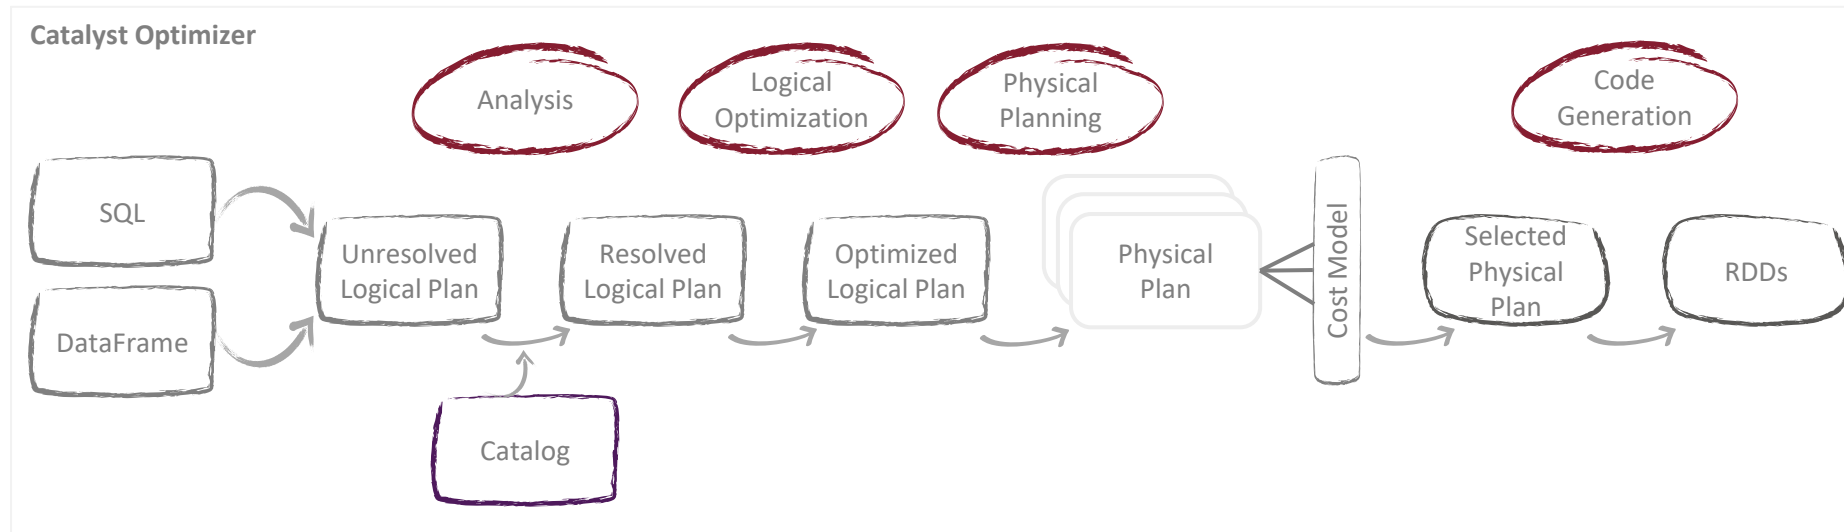 Catalyst Optimizer
Analysis
Logical
Optimization
Physical
Planning
Code
Generation
SQL
DataFrame
Unresolved
Logical Plan
Resolved
Logical Plan
Optimized
Logical Plan
Physical
Plan
Cost Model
Selected
Physical
Plan
RDDs
Catalog